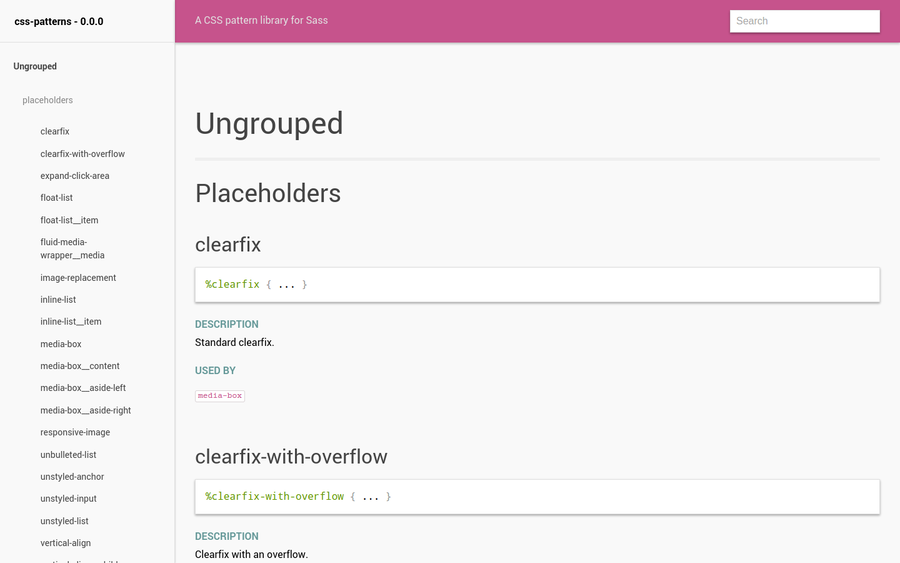 css-patterns - 0.0.0
A CSS pattern library for Sass
Search
Ungrouped
placeholders
clearfix
clearfix-with-overflow
expand-click-area
float-list
float-list__item
fluid-media-
wrapper__media
image-replacement
inline-list
inline-list__item
media-box
media-box__content
media-box__aside-left
media-box__aside-right
responsive-image
unbulleted-list
unstyled-anchor
unstyled-input
unstyled-list
vertical-align
Ungrouped
Placeholders
clearfix
%clearfix { ... }
DESCRIPTION
Standard clearfix.
USED BY
media-box
clearfix-with-overflow
%clearfix-with-overflow { ... }
DESCRIPTION
Clearfix with an overflow.